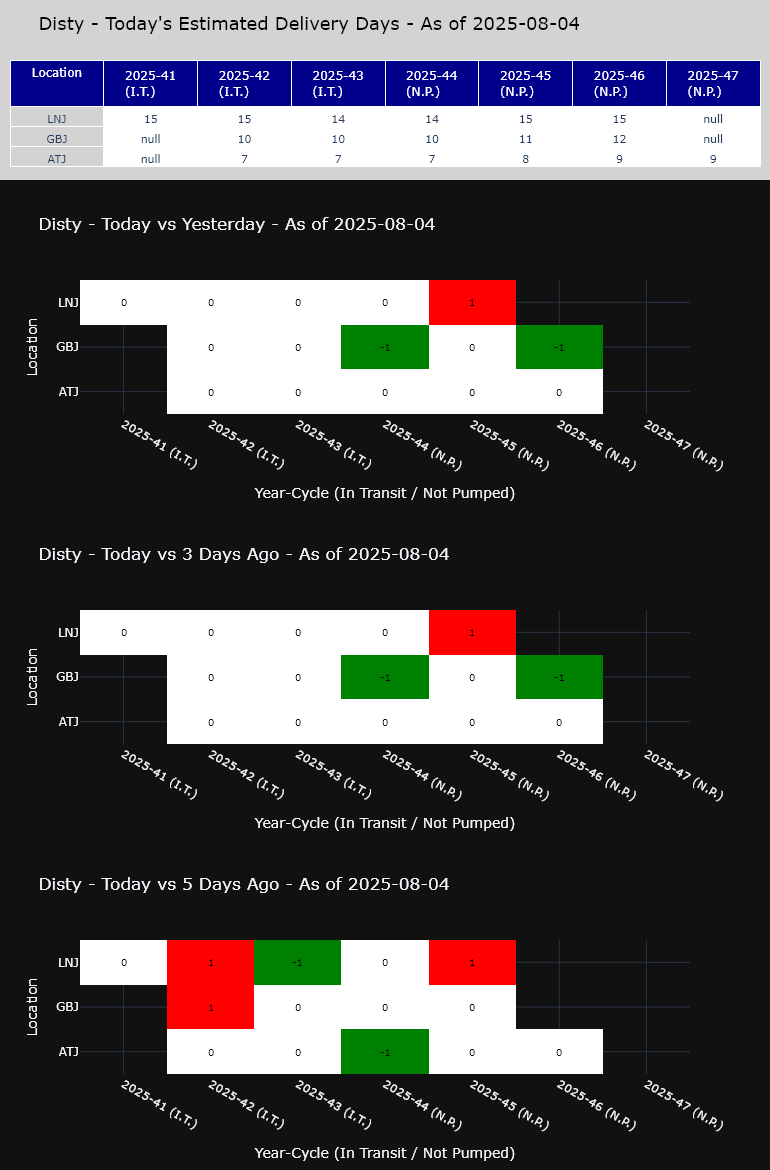 Disty - Today's Estimated Delivery Days - As of 2025-08-04
Location 2025-41 (I.T.) 2025-42 (I.T.) 2025-43 (I.T.) 2025-44 (N.P.) 2025-45 (N.P.) 2025-46 (N.P.) 2025-47 (N.P.)
LNJ 15 15 14 14 15 15 null
GBJ null 10 10 10 11 12 null
ATJ null 7 7 7 8 9 9
Disty - Today vs Yesterday - As of 2025-08-04
Location
LNJ 0 0 0 0 1
GBJ 0 0 -1 0 -1
ATJ 0 0 0 0 0
2025-41 (I.T.) 2025-42 (I.T.) 2025-43 (I.T.) 2025-44 (N.P.) 2025-45 (N.P.) 2025-46 (N.P.) 2025-47 (N.P.)
Year-Cycle (In Transit / Not Pumped)
Disty - Today vs 3 Days Ago - As of 2025-08-04
Location
LNJ 0 0 0 0 1
GBJ 0 0 -1 0 -1
ATJ 0 0 0 0 0
2025-41 (I.T.) 2025-42 (I.T.) 2025-43 (I.T.) 2025-44 (N.P.) 2025-45 (N.P.) 2025-46 (N.P.) 2025-47 (N.P.)
Year-Cycle (In Transit / Not Pumped)
Disty - Today vs 5 Days Ago - As of 2025-08-04
Location
LNJ 0 1 -1 0 1
GBJ 1 0 0 0
ATJ 0 0 -1 0 0
2025-41 (I.T.) 2025-42 (I.T.) 2025-43 (I.T.) 2025-44 (N.P.) 2025-45 (N.P.) 2025-46 (N.P.) 2025-47 (N.P.)
Year-Cycle (In Transit / Not Pumped)